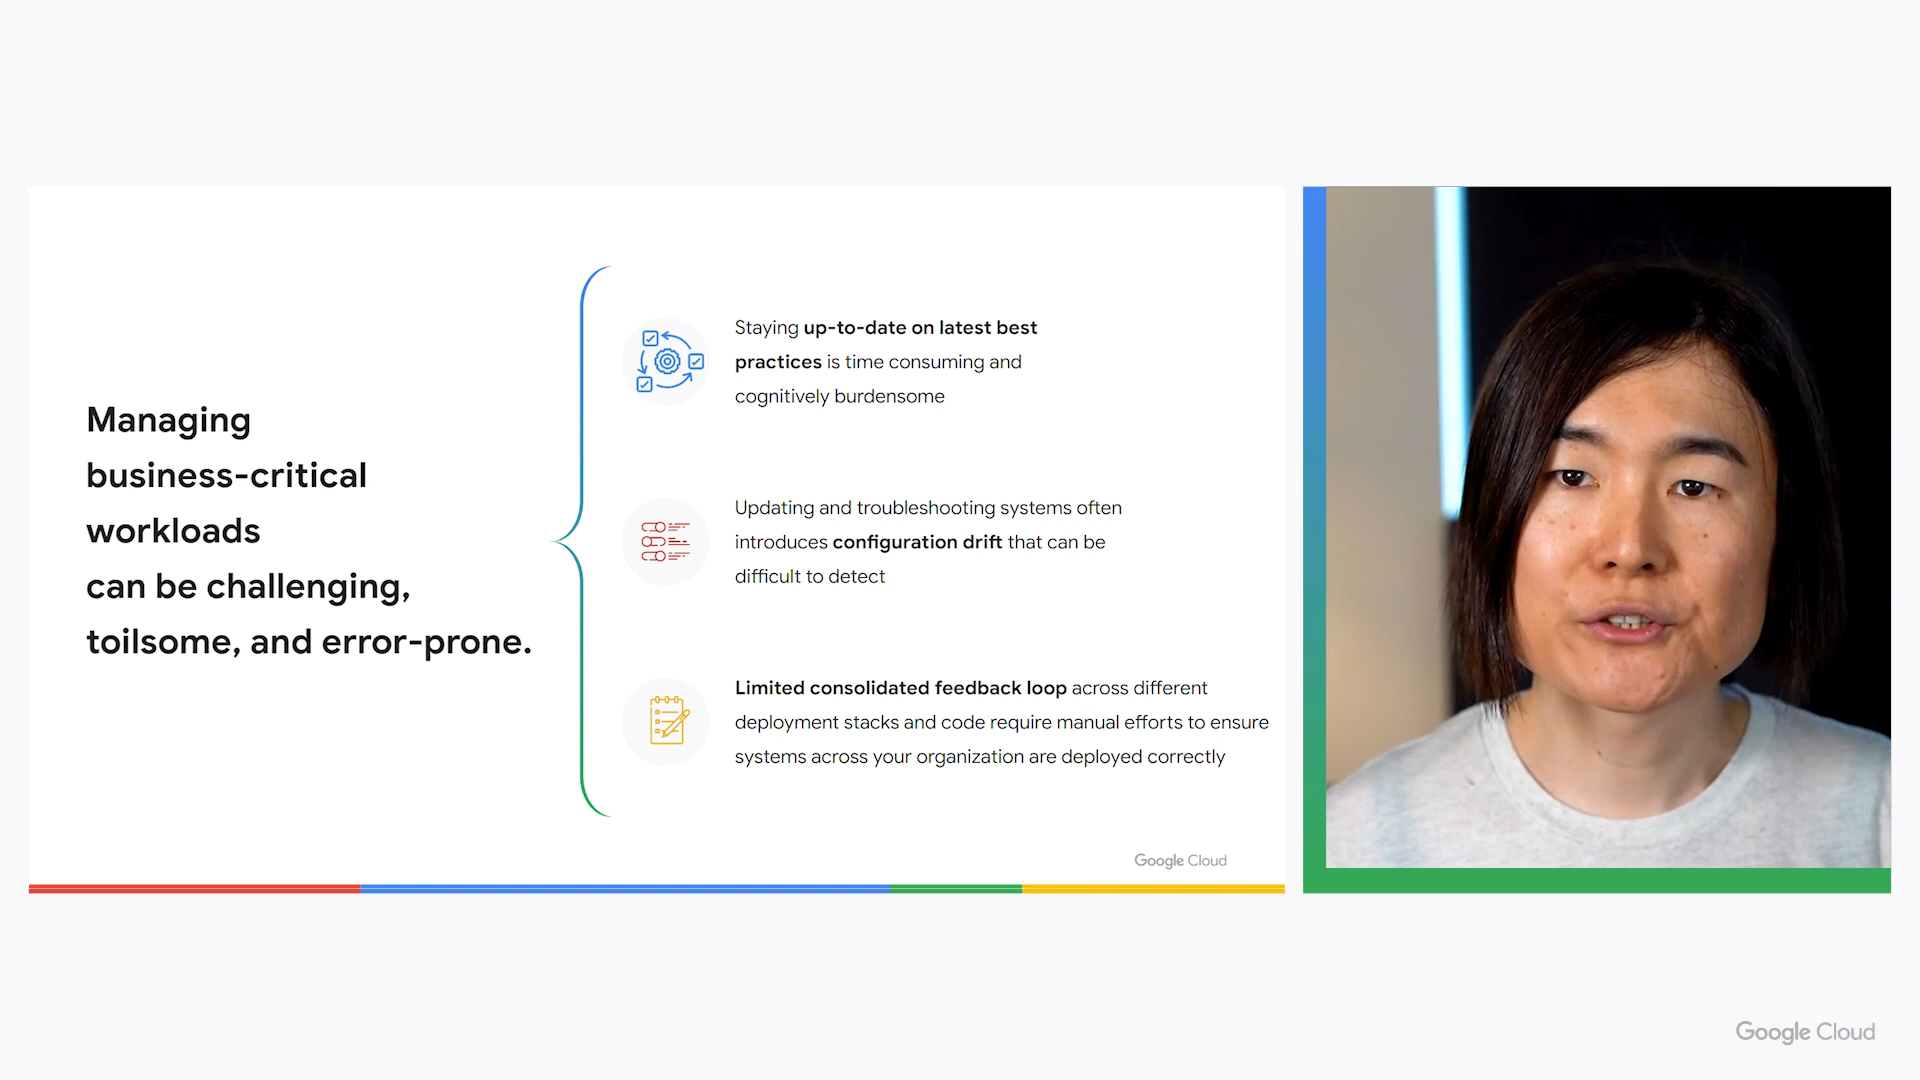 Managing
business-critical
workloads
can be challenging,
toilsome, and error-prone.
Staying up-to-date on latest best
practices is time consuming and
cognitively burdensome
Updating and troubleshooting systems often
introduces configuration drift that can be
difficult to detect
Limited consolidated feedback loop across different
deployment stacks and code require manual efforts to ensure
systems across your organization are deployed correctly
Google Cloud
Google Cloud